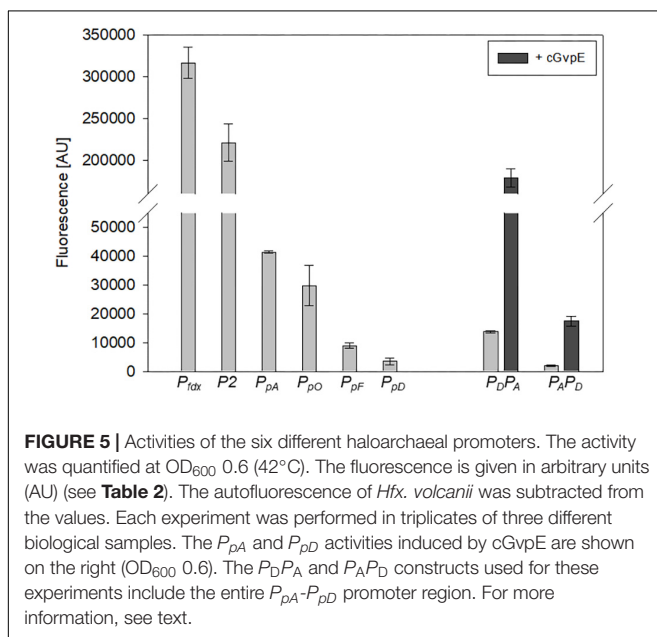 350000
300000
250000
200000
50000
40000
30000
20000
10000
0
Fluorescence [AU]
+ cGvpE
Pfdx P2 PpA PpO PpF PpD PDPA PAPD
FIGURE 5 | Activities of the six different haloarchaeal promoters. The activity
was quantified at OD600 0.6 (42°C). The fluorescence is given in arbitrary units
(AU) (see Table 2). The autofluorescence of Hfx. volcanii was subtracted from
the values. Each experiment was performed in triplicates of three different
biological samples. The PpA and PpD activities induced by cGvpE are shown
on the right (OD600 0.6). The PDPA and PAPD constructs used for these
experiments include the entire PpA-PpD promoter region. For more
information, see text.